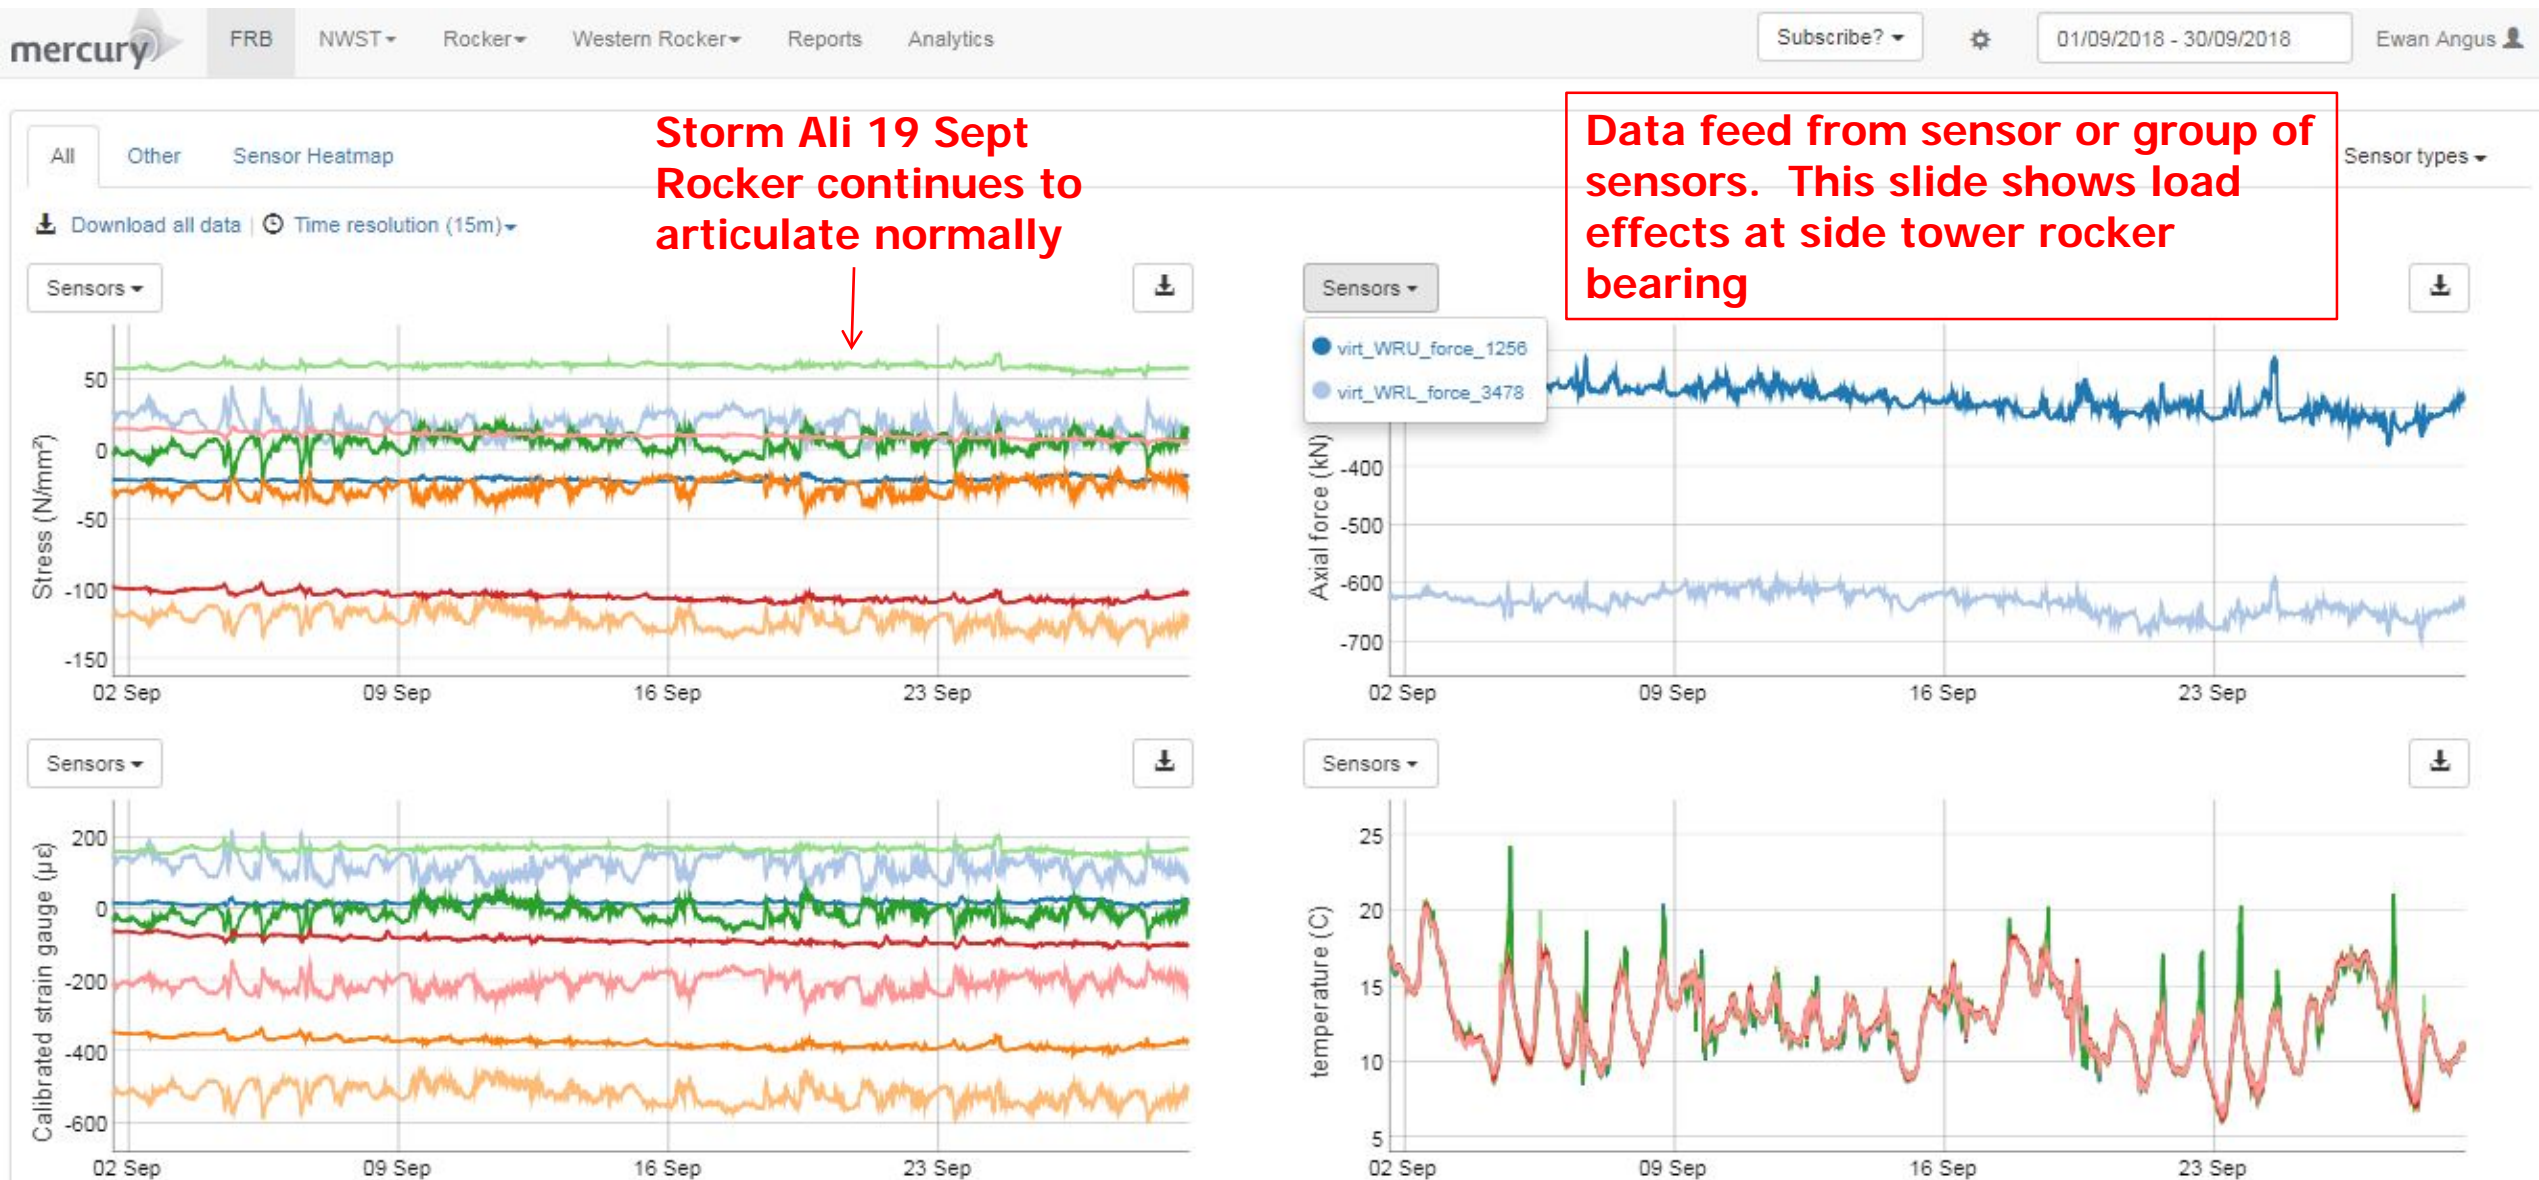 mercury
FRB
NWST
Rocker
Western Rocker
Reports
Analytics
Subscribe?
01/09/2018 - 30/09/2018
Ewan Angus
All
Other
Sensor Heatmap
Sensor types
Storm Ali 19 Sept
Rocker continues to
articulate normally
Data feed from sensor or group of
sensors. This slide shows load
effects at side tower rocker
bearing
Download all data | Time resolution (15m)
Sensors
Stress (N/mm²)
50
0
-50
-100
-150
02 Sep
09 Sep
16 Sep
23 Sep
Sensors
virt_WRU_force_1256
virt_WRL_force_3478
Axial force (kN)
-400
-500
-600
-700
02 Sep
09 Sep
16 Sep
23 Sep
Sensors
Calibrated strain gauge (με)
200
0
-200
-400
-600
02 Sep
09 Sep
16 Sep
23 Sep
Sensors
temperature (C)
25
20
15
10
5
02 Sep
09 Sep
16 Sep
23 Sep